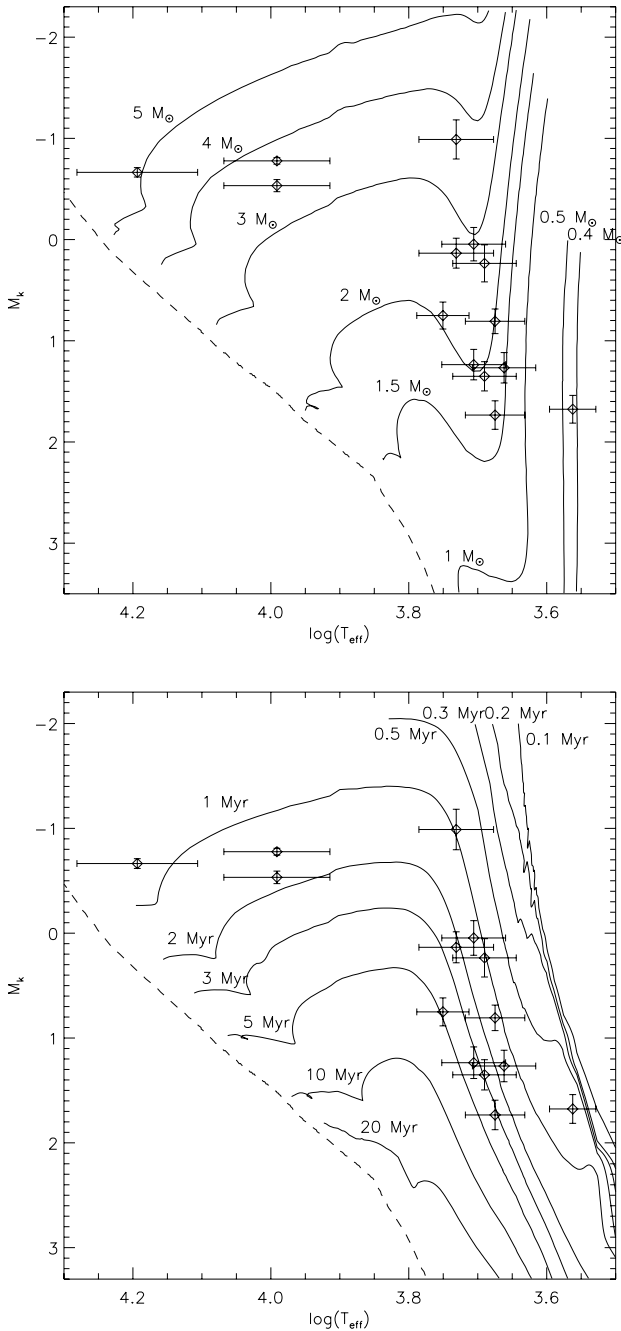 -2
-1
0
1
2
3
M_k
5 M☉
4 M☉
3 M☉
2 M☉
1.5 M☉
1 M☉
0.5 M☉
0.4 M☉
4.2 4.0 3.8 3.6
log(T_eff)
-2
-1
0
1
2
3
M_k
0.3 Myr 0.2 Myr
0.5 Myr 0.1 Myr
1 Myr
2 Myr
3 Myr
5 Myr
10 Myr
20 Myr
4.2 4.0 3.8 3.6
log(T_eff)